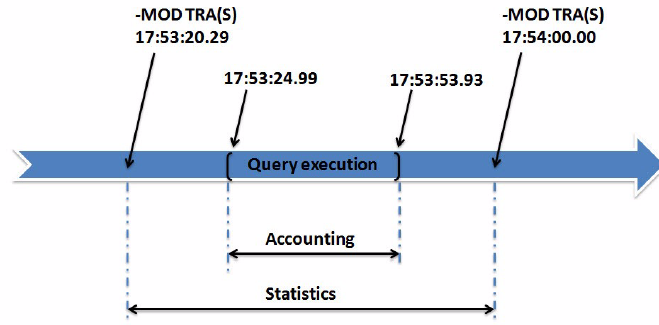 -MOD TRA(S)
17:53:20.29
-MOD TRA(S)
17:54:00.00
17:53:24.99
17:53:53.93
Query execution
Accounting
Statistics